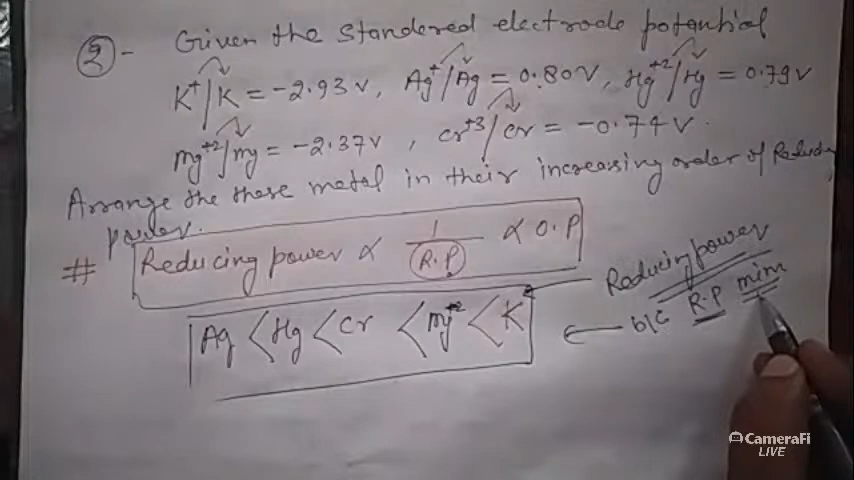 ② - Given the standered electrode potential
K⁺/K = -2.93 v, Ag⁺/Ag = 0.80 V, Hg⁺²/Hg = 0.79 V
mg⁺²/mg = -2.37 v , cr⁺³/cr = -0.74 V.
Arrange the these metal in their increasing order of Reducing
power.
# Reducing power ∝ 1/(R.P) ∝ O.P
Ag < Hg < Cr < mg⁺² < K
Reducing power
b/c R.P minm
CameraFi
LIVE